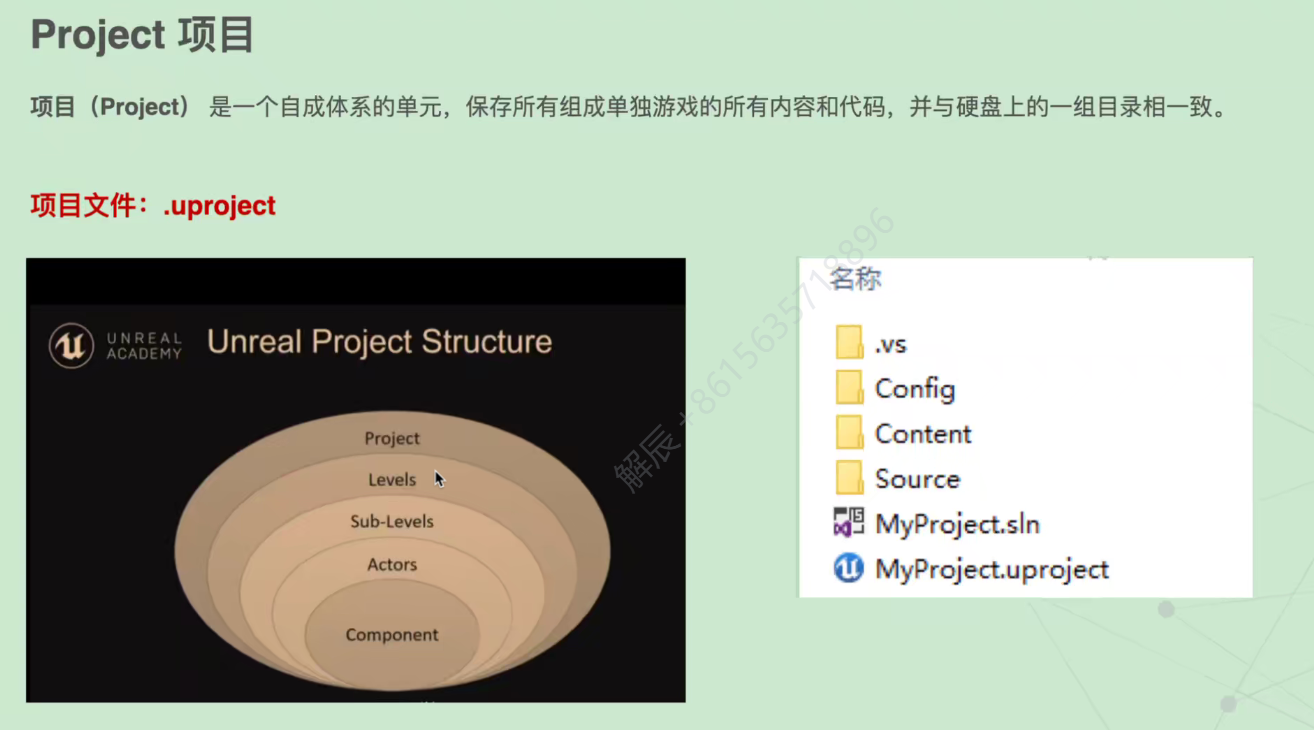 Project 项目
项目（Project） 是一个自成体系的单元，保存所有组成单独游戏的所有内容和代码，并与硬盘上的一组目录相一致。
项目文件：.uproject
UNREAL
ACADEMY
Unreal Project Structure
Project
Levels
Sub-Levels
Actors
Component
名称
.vs
Config
Content
Source
MyProject.sln
MyProject.uproject
解辰 +8615635718896